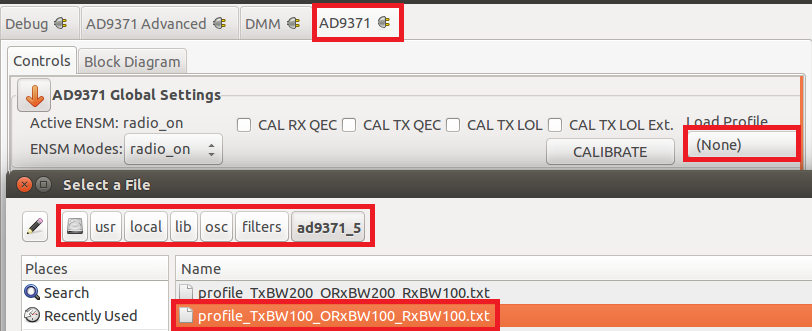 Debug AD9371 Advanced DMM AD9371
Controls Block Diagram
AD9371 Global Settings
Active ENSM: radio_on CAL RX QEC CAL TX QEC CAL TX LOL CAL TX LOL Ext. Load Profile
ENSM Modes: radio_on CALIBRATE (None)
Select a File
usr local lib osc filters ad9371_5
Places Name
Search profile_TxBW200_ORxBW200_RxBW100.txt
Recently Used profile_TxBW100_ORxBW100_RxBW100.txt